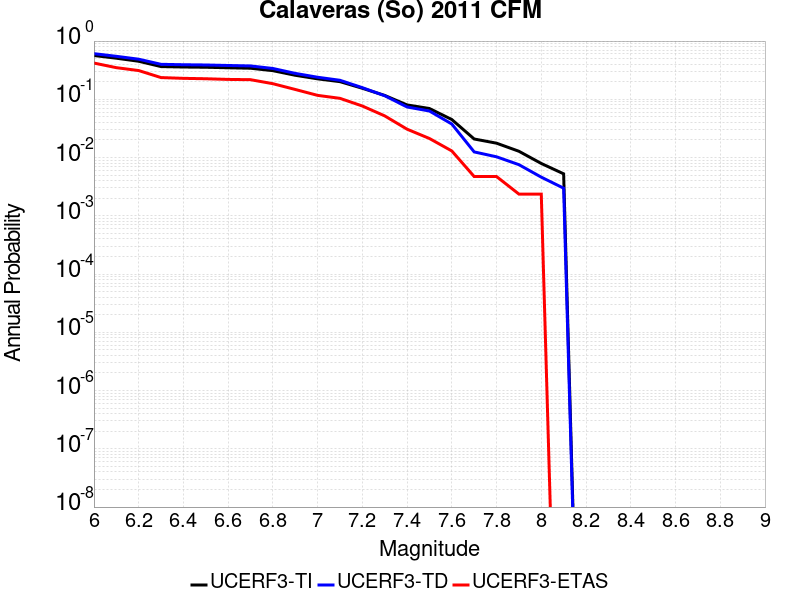 Calaveras (So) 2011 CFM
10^0
10^-1
10^-2
10^-3
10^-4
10^-5
10^-6
10^-7
10^-8
Annual Probability
6 6.2 6.4 6.6 6.8 7 7.2 7.4 7.6 7.8 8 8.2 8.4 8.6 8.8 9
Magnitude
UCERF3-TI UCERF3-TD UCERF3-ETAS